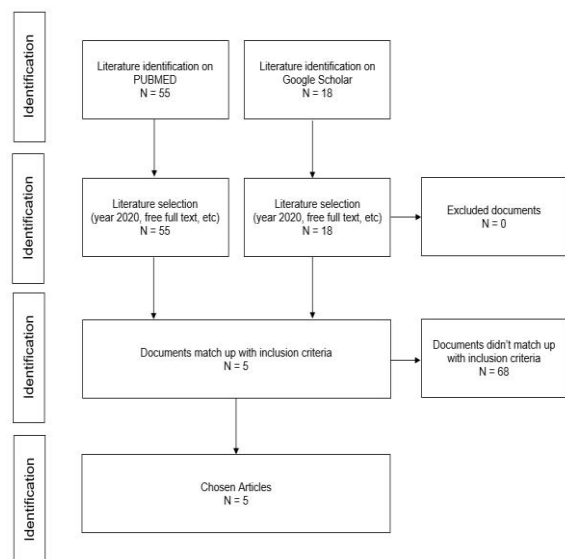 Identification
Literature identification on
PUBMED
N = 55
Literature identification on
Google Scholar
N = 18
Identification
Literature selection
(year 2020, free full text, etc)
N = 55
Literature selection
(year 2020, free full text, etc)
N = 18
Excluded documents
N = 0
Identification
Documents match up with inclusion criteria
N = 5
Documents didn't match up
with inclusion criteria
N = 68
Identification
Chosen Articles
N = 5